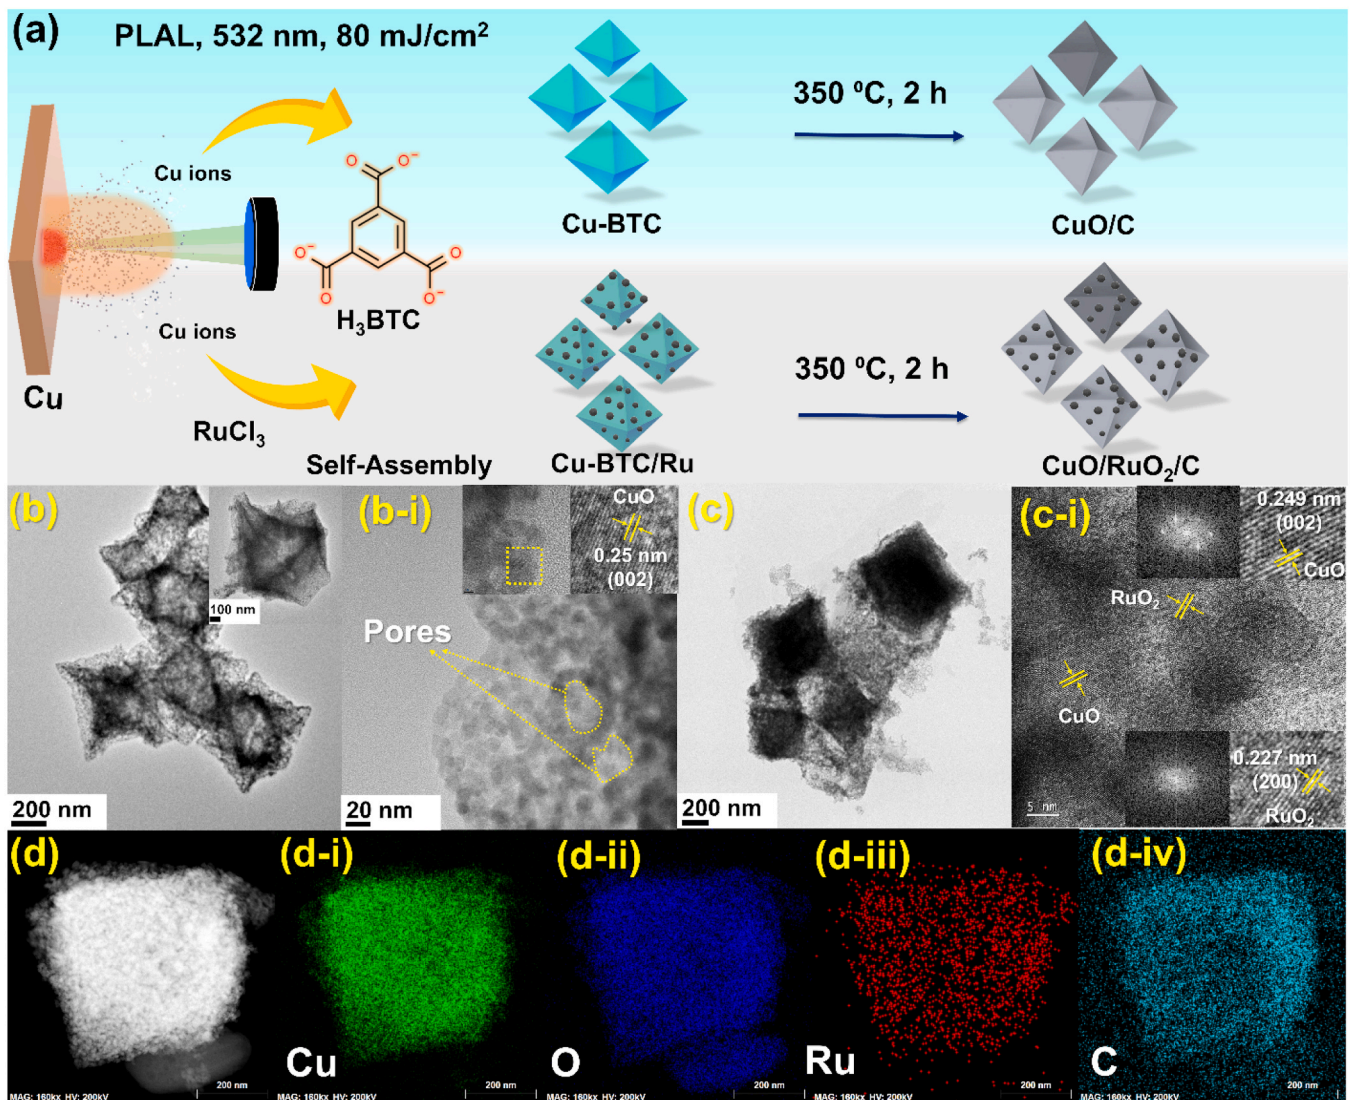 (a)
PLAL, 532 nm, 80 mJ/cm²
Cu ions
O
O⁻
O⁻
O
O
O⁻
H₃BTC
Cu ions
Cu
RuCl₃
Self-Assembly
Cu-BTC
350 ⁰C, 2 h
CuO/C
Cu-BTC/Ru
350 ⁰C, 2 h
CuO/RuO₂/C
(b)
100 nm
200 nm
(b-i)
CuO
0.25 nm
(002)
Pores
20 nm
(c)
200 nm
(c-i)
0.249 nm
(002)
CuO
RuO₂
CuO
0.227 nm
(200)
RuO₂
5 nm
(d)
200 nm
MAG: 160kx HV: 200kV
(d-i)
Cu
200 nm
MAG: 160kx HV: 200kV
(d-ii)
O
200 nm
MAG: 160kx HV: 200kV
(d-iii)
Ru
200 nm
MAG: 160kx HV: 200kV
(d-iv)
C
200 nm
MAG: 160kx HV: 200kV